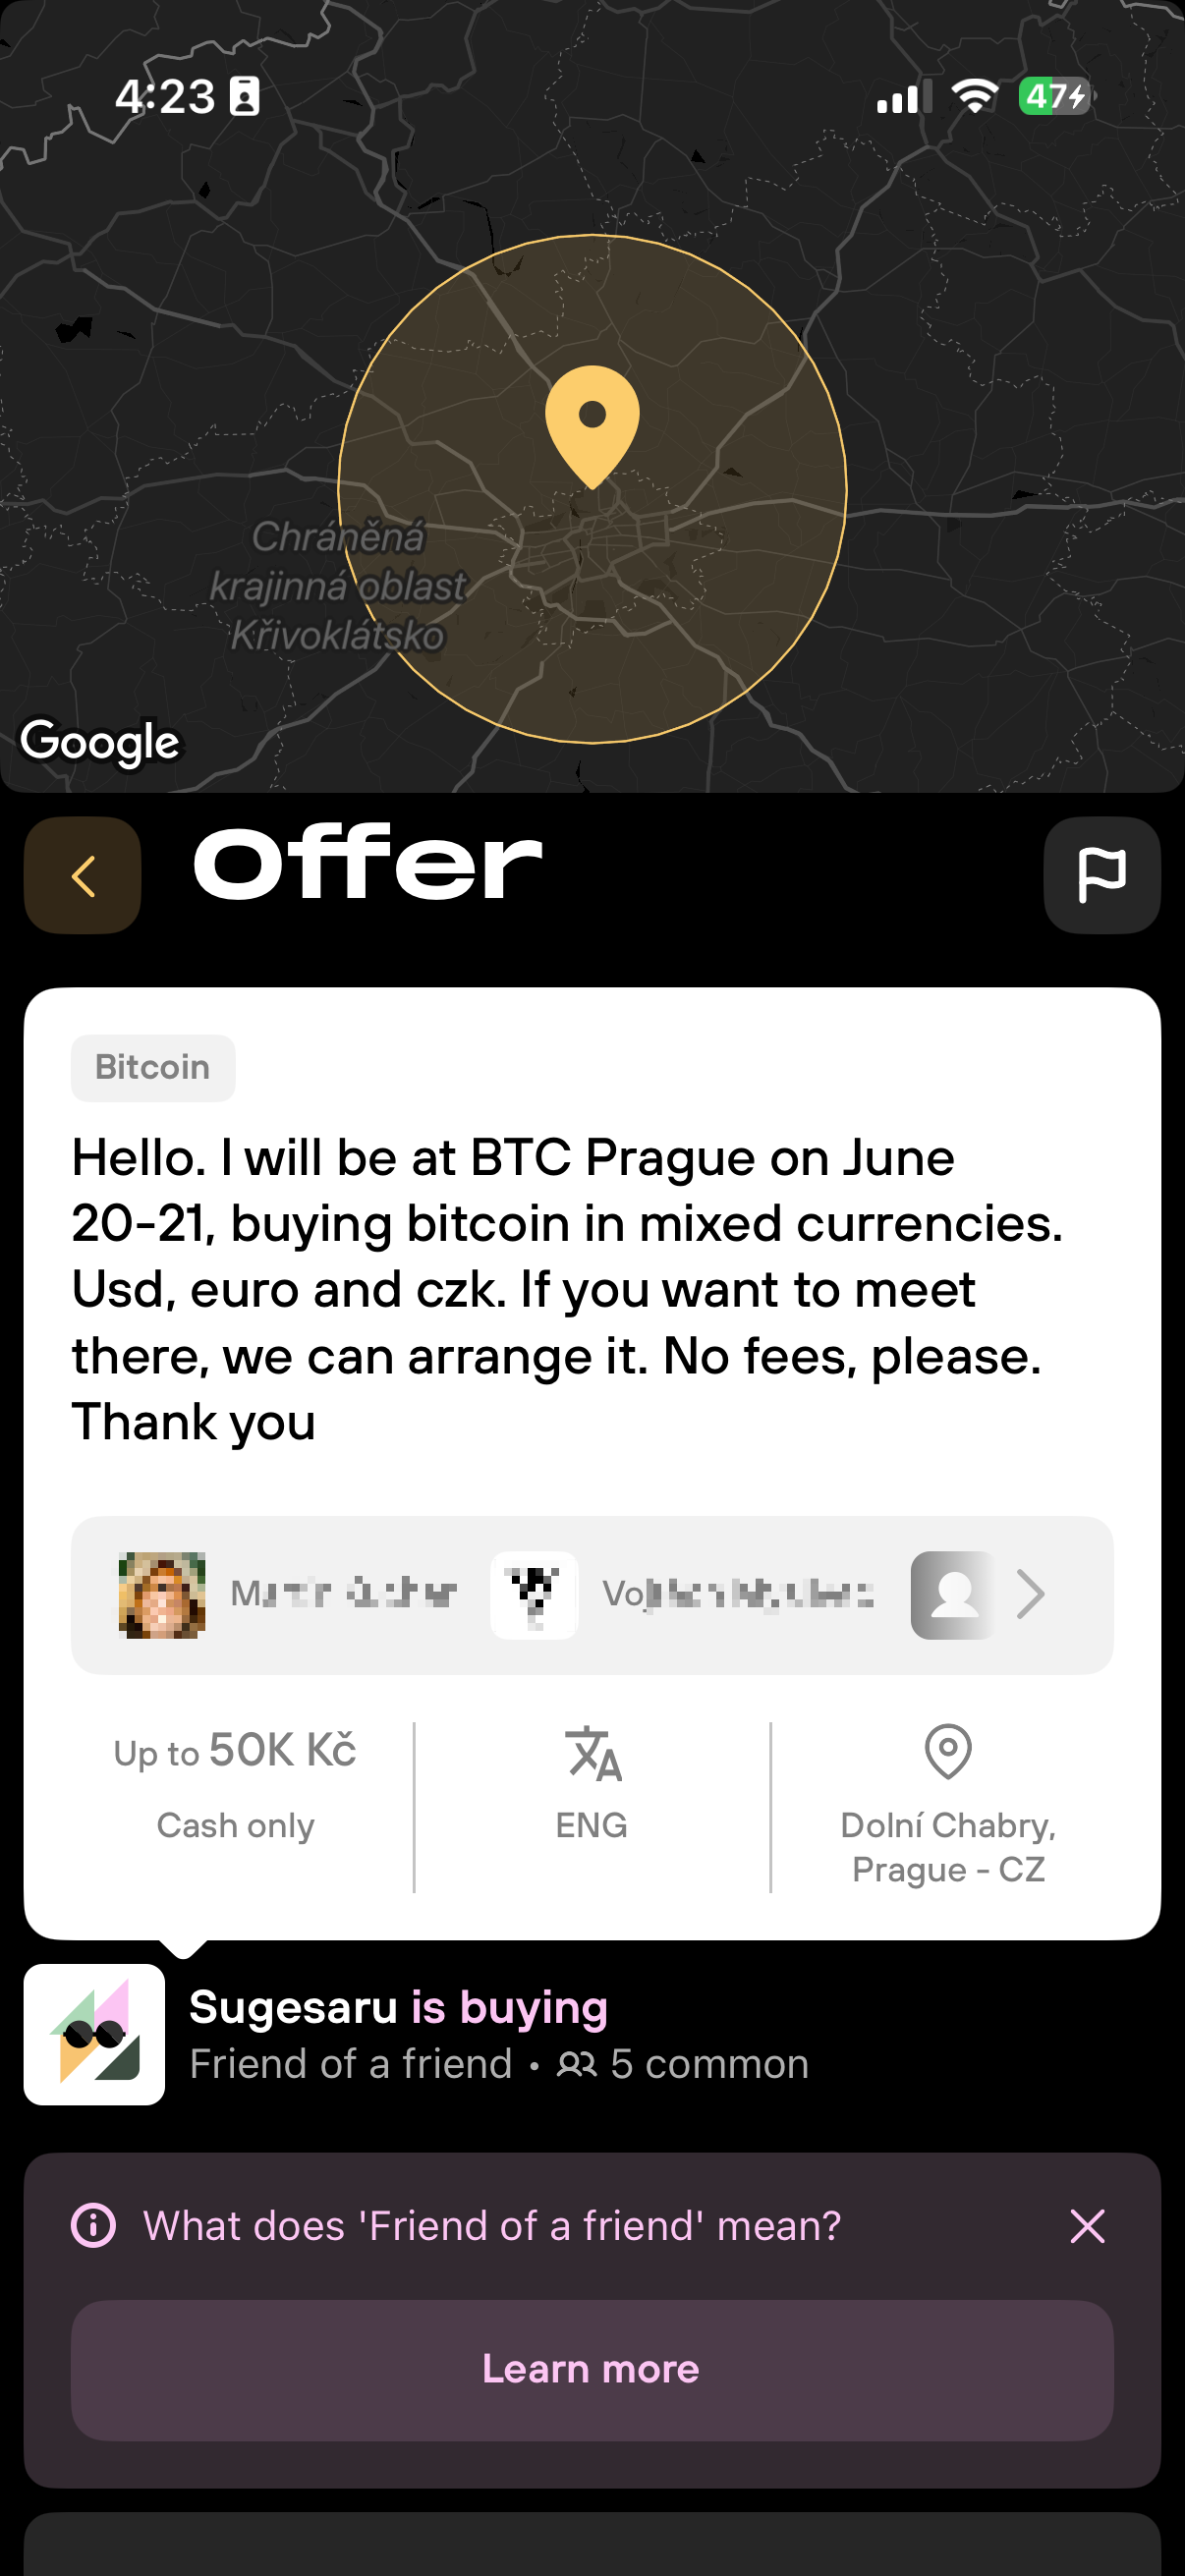 4:23
47
Chráněná
krajinná oblast
Křivoklátsko
Google
Offer
Bitcoin
Hello. I will be at BTC Prague on June
20-21, buying bitcoin in mixed currencies.
Usd, euro and czk. If you want to meet
there, we can arrange it. No fees, please.
Thank you
Up to 50K Kč
Cash only
ENG
Dolní Chabry,
Prague - CZ
Sugesaru is buying
Friend of a friend • 5 common
What does 'Friend of a friend' mean?
Learn more